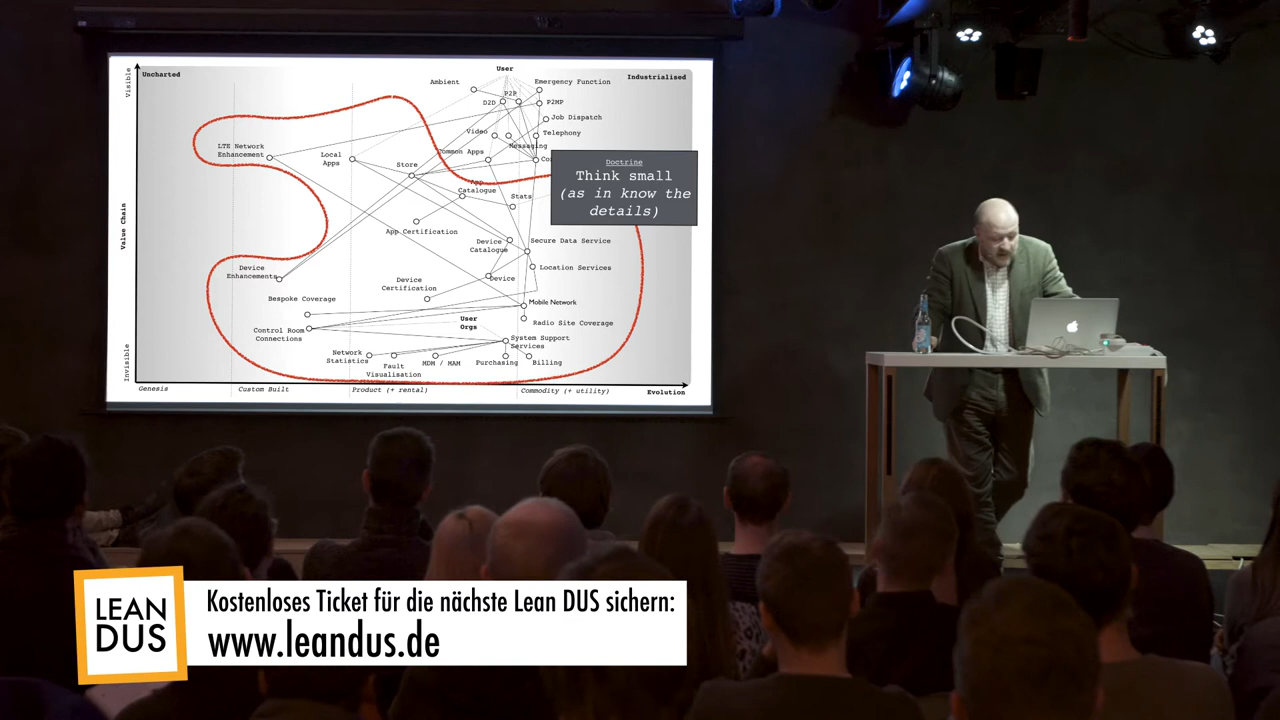 Uncharted
User
Industrialised
Visible
Ambient
Emergency Function
P2P
D2D
P2MP
Job Dispatch
Video
Telephony
Messaging
Common Apps
LTE Network
Enhancement
Local
Apps
Store
Doctrine
Think small
(as in know the
details)
App
Catalogue
Stats
Value Chain
App Certification
Device
Catalogue
Secure Data Service
Location Services
Device
Enhancements
Device
Device
Certification
Bespoke Coverage
Mobile Network
User
Orgs
Radio Site Coverage
Control Room
Connections
System Support
Services
Network
Statistics
Fault
Visualisation
MDM / MAM
Purchasing
Billing
Invisible
Genesis
Custom Built
Product (+ rental)
Commodity (+ utility)
Evolution
LEAN
DUS
Kostenloses Ticket für die nächste Lean DUS sichern:
www.leandus.de